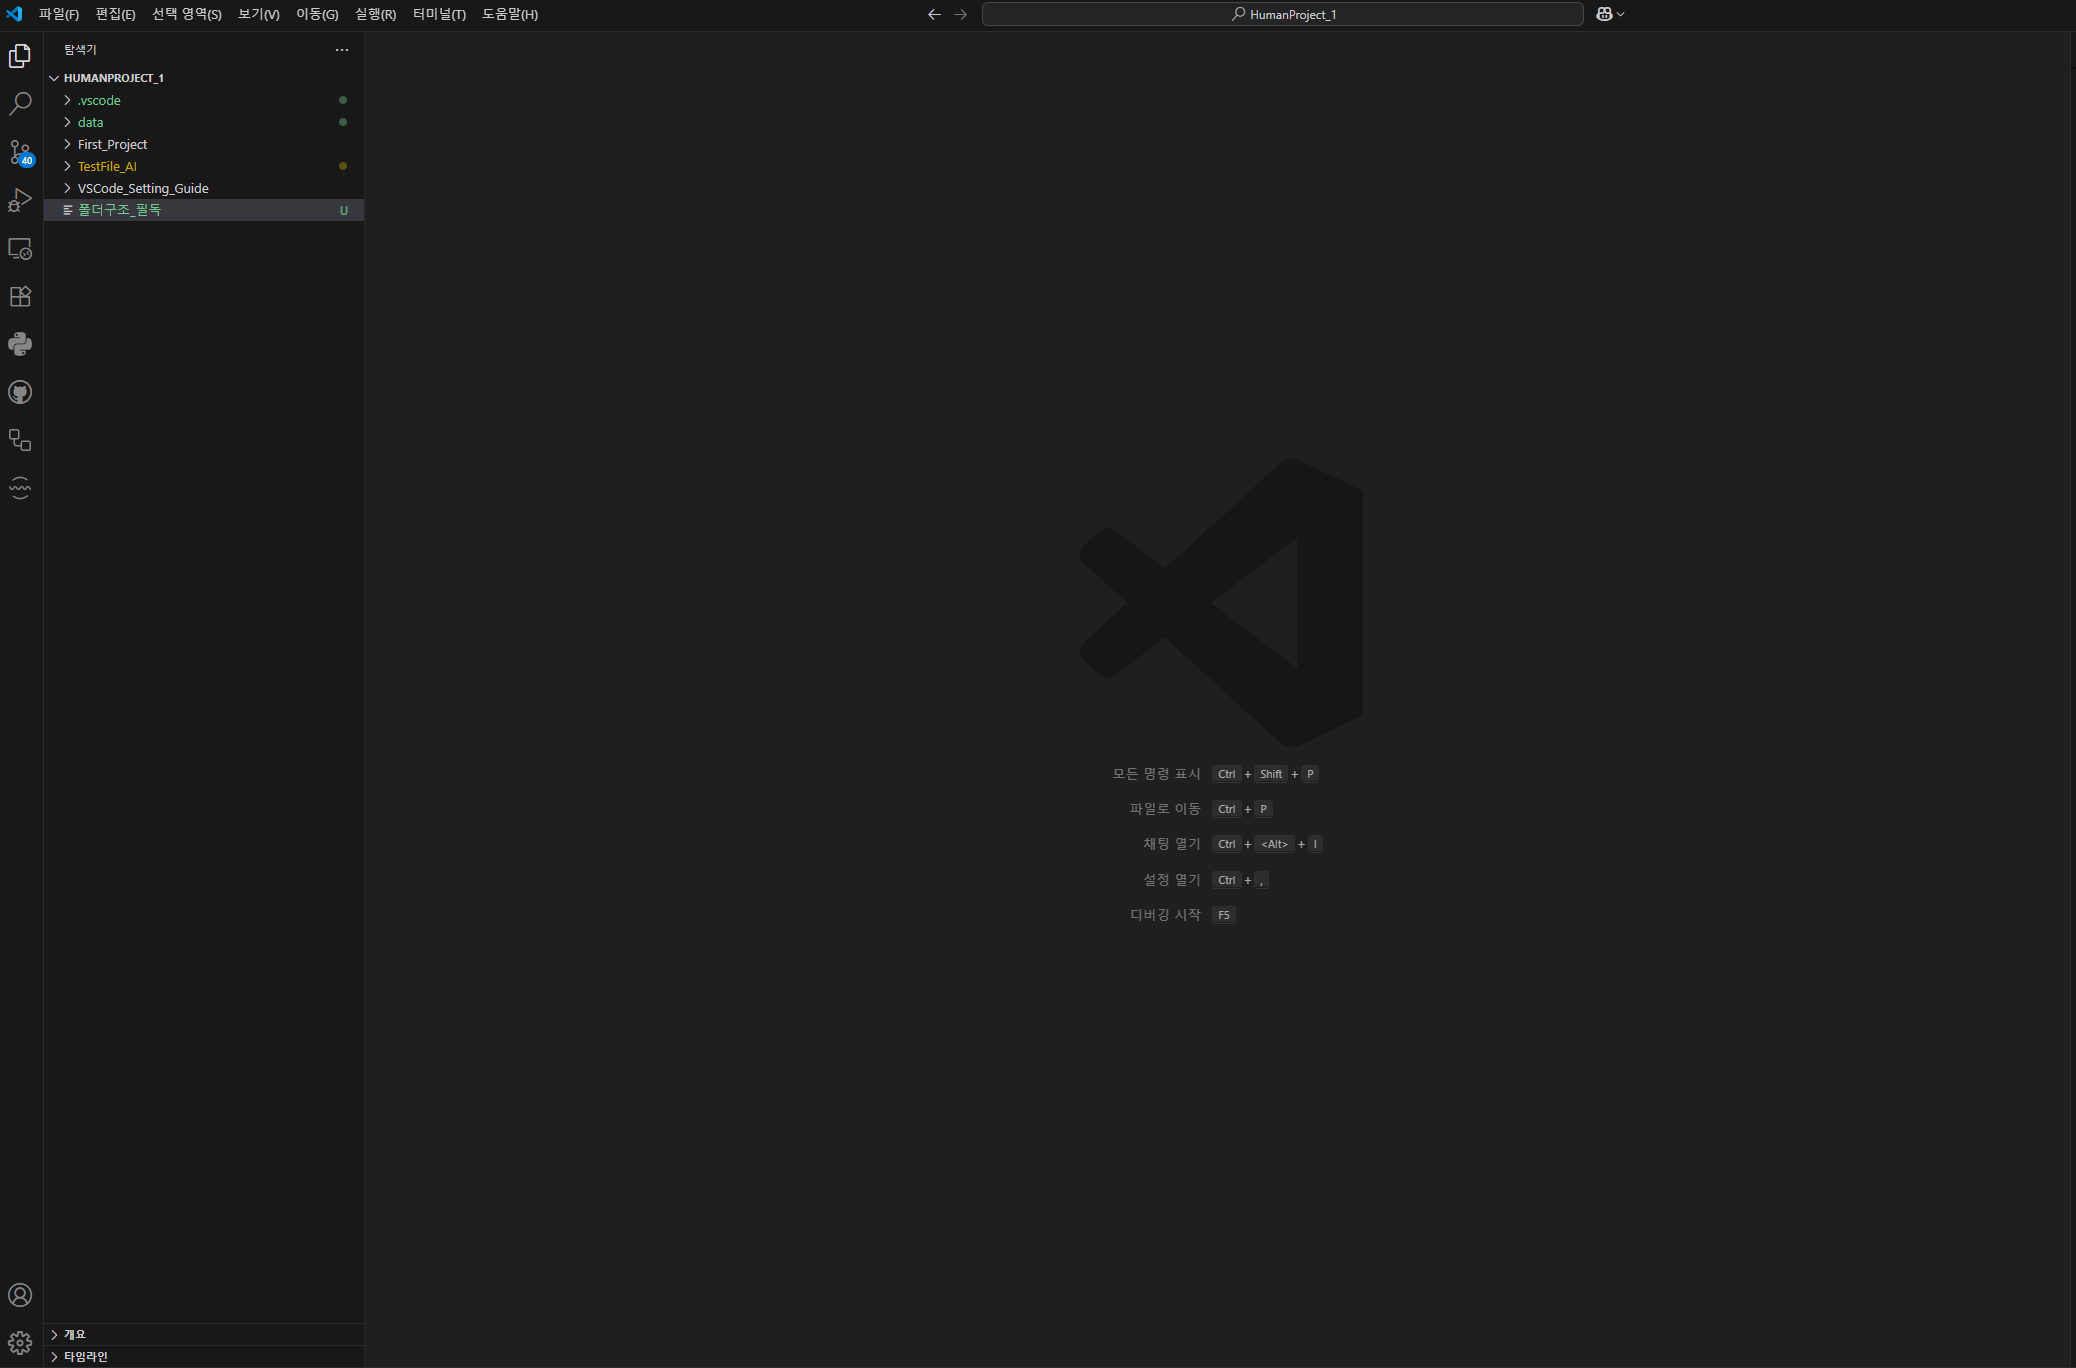 파일(F) 편집(E) 선택 영역(S) 보기(V) 이동(G) 실행(R) 터미널(T) 도움말(H)
HumanProject_1
탐색기
HUMANPROJECT_1
.vscode
data
First_Project
TestFile_AI
VSCode_Setting_Guide
폴더구조_필독 U
40
모든 명령 표시 Ctrl + Shift + P
파일로 이동 Ctrl + P
채팅 열기 Ctrl + <Alt> + I
설정 열기 Ctrl + ,
디버깅 시작 F5
개요
타임라인